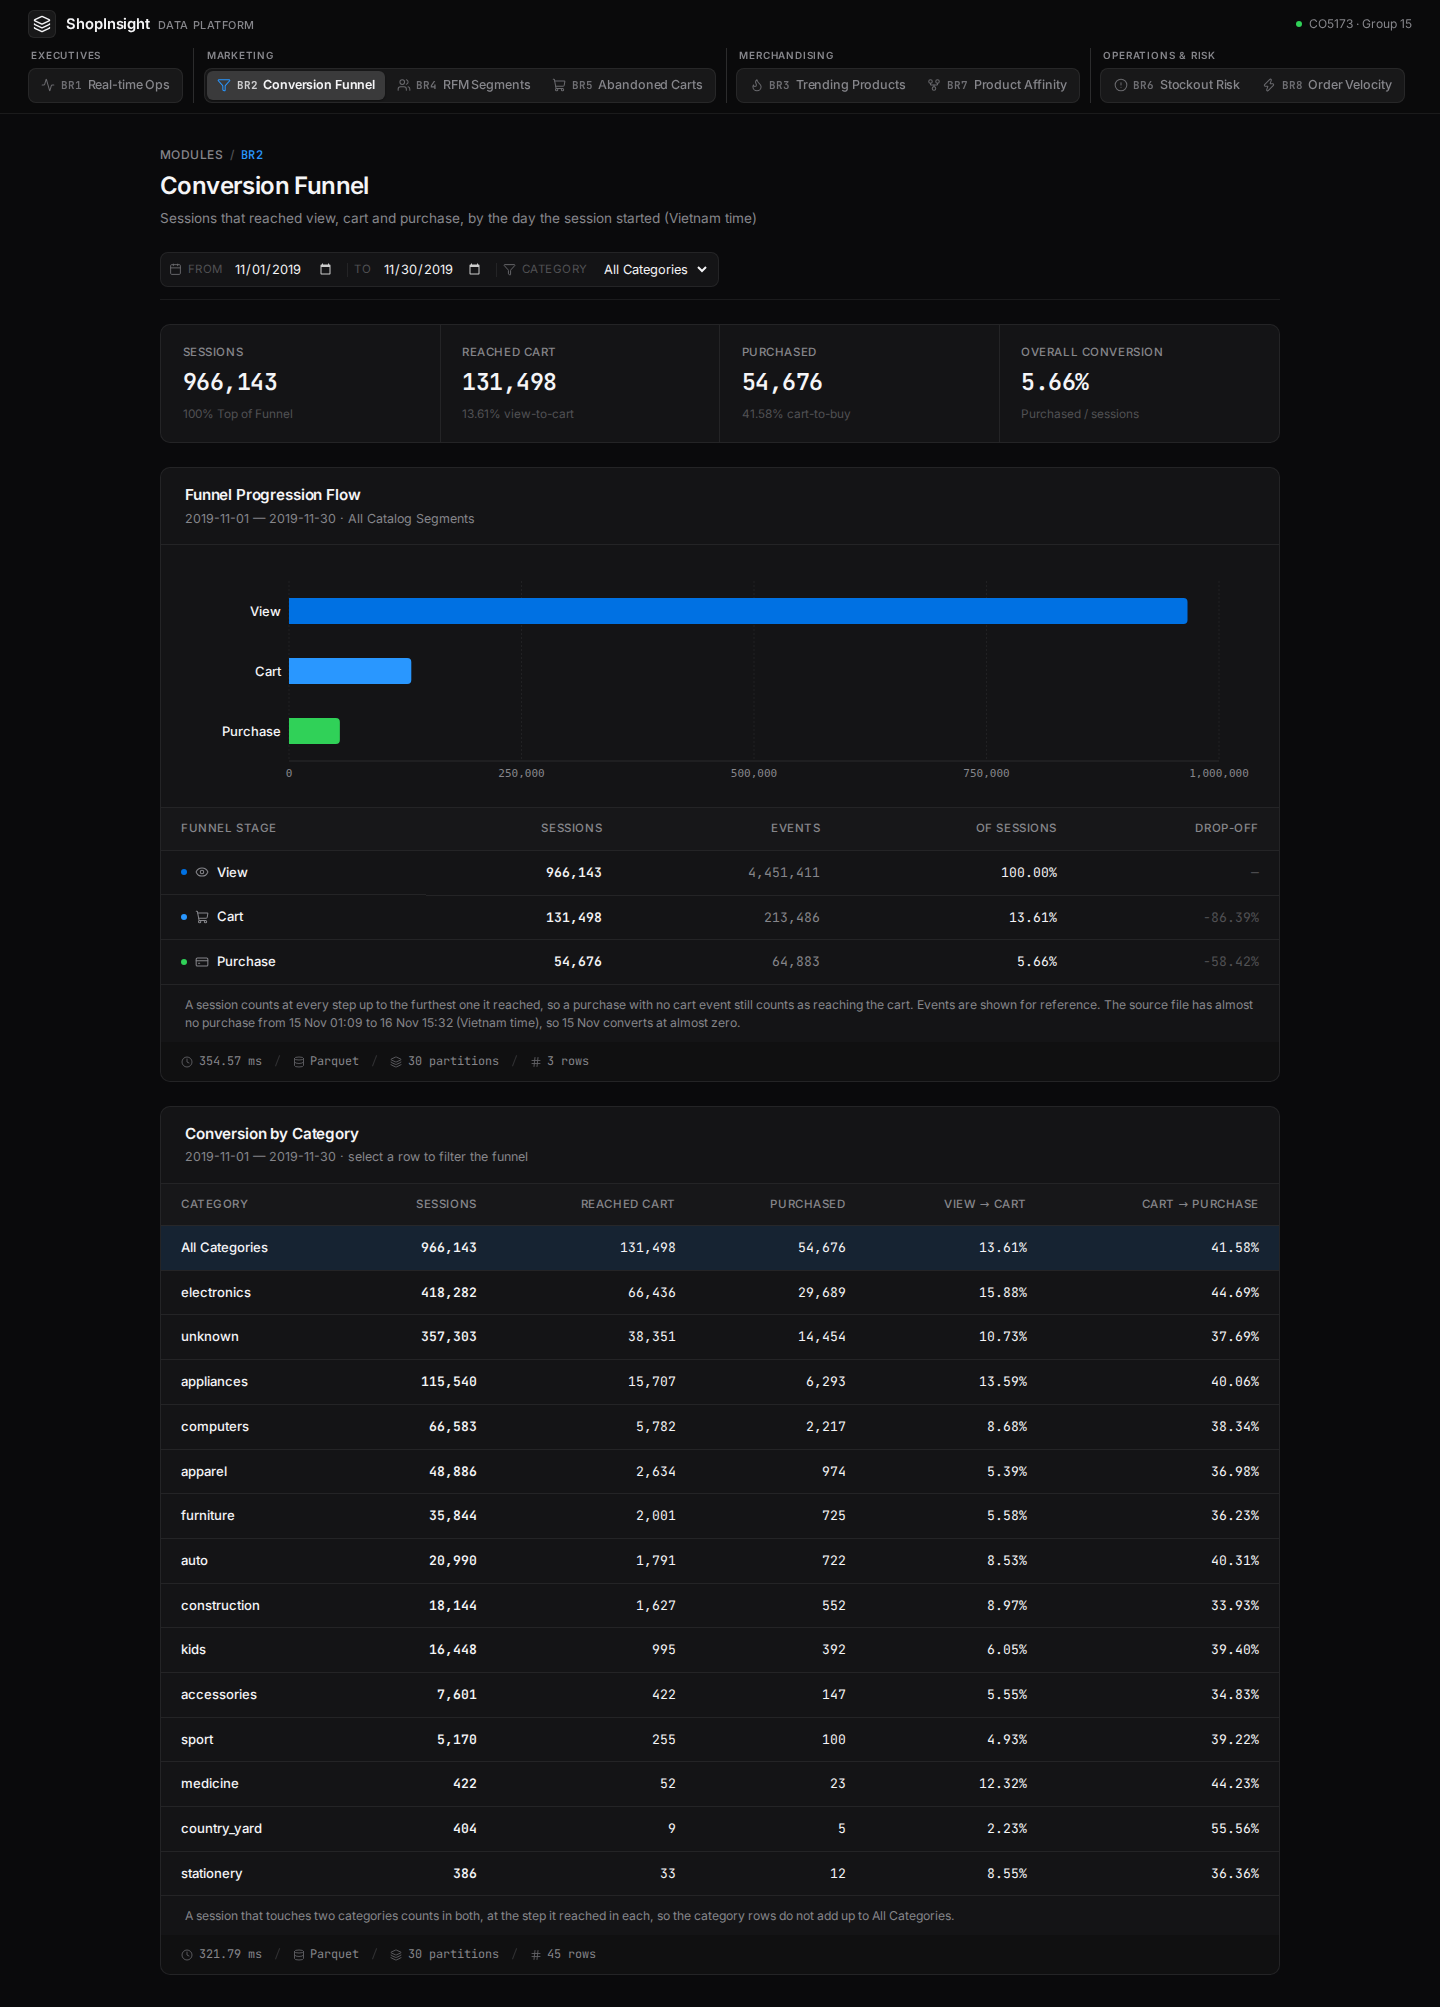 ShopInsight DATA PLATFORM
CO5173 · Group 15
EXECUTIVES
MARKETING
MERCHANDISING
OPERATIONS & RISK
BR1 Real-time Ops
BR2 Conversion Funnel
BR4 RFM Segments
BR5 Abandoned Carts
BR3 Trending Products
BR7 Product Affinity
BR6 Stockout Risk
BR8 Order Velocity
MODULES / BR2
Conversion Funnel
Sessions that reached view, cart and purchase, by the day the session started (Vietnam time)
FROM 11/01/2019 TO 11/30/2019 CATEGORY All Categories
SESSIONS
966,143
100% Top of Funnel
REACHED CART
131,498
13.61% view-to-cart
PURCHASED
54,676
41.58% cart-to-buy
OVERALL CONVERSION
5.66%
Purchased / sessions
Funnel Progression Flow
2019-11-01 — 2019-11-30 · All Catalog Segments
View
Cart
Purchase
0 250,000 500,000 750,000 1,000,000
FUNNEL STAGE SESSIONS EVENTS OF SESSIONS DROP-OFF
View 966,143 4,451,411 100.00% —
Cart 131,498 213,486 13.61% -86.39%
Purchase 54,676 64,883 5.66% -58.42%
A session counts at every step up to the furthest one it reached, so a purchase with no cart event still counts as reaching the cart. Events are shown for reference. The source file has almost
no purchase from 15 Nov 01:09 to 16 Nov 15:32 (Vietnam time), so 15 Nov converts at almost zero.
354.57 ms / Parquet / 30 partitions / 3 rows
Conversion by Category
2019-11-01 — 2019-11-30 · select a row to filter the funnel
CATEGORY SESSIONS REACHED CART PURCHASED VIEW → CART CART → PURCHASE
All Categories 966,143 131,498 54,676 13.61% 41.58%
electronics 418,282 66,436 29,689 15.88% 44.69%
unknown 357,303 38,351 14,454 10.73% 37.69%
appliances 115,540 15,707 6,293 13.59% 40.06%
computers 66,583 5,782 2,217 8.68% 38.34%
apparel 48,886 2,634 974 5.39% 36.98%
furniture 35,844 2,001 725 5.58% 36.23%
auto 20,990 1,791 722 8.53% 40.31%
construction 18,144 1,627 552 8.97% 33.93%
kids 16,448 995 392 6.05% 39.40%
accessories 7,601 422 147 5.55% 34.83%
sport 5,170 255 100 4.93% 39.22%
medicine 422 52 23 12.32% 44.23%
country_yard 404 9 5 2.23% 55.56%
stationery 386 33 12 8.55% 36.36%
A session that touches two categories counts in both, at the step it reached in each, so the category rows do not add up to All Categories.
321.79 ms / Parquet / 30 partitions / 45 rows